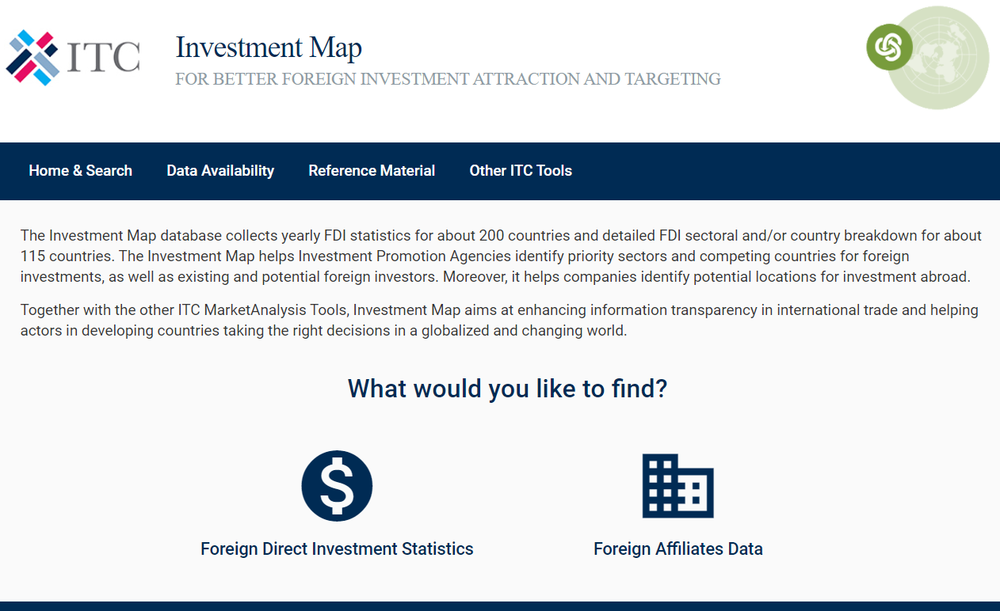 ITC
Investment Map
FOR BETTER FOREIGN INVESTMENT ATTRACTION AND TARGETING
Home & Search Data Availability Reference Material Other ITC Tools
The Investment Map database collects yearly FDI statistics for about 200 countries and detailed FDI sectoral and/or country breakdown for about
115 countries. The Investment Map helps Investment Promotion Agencies identify priority sectors and competing countries for foreign
investments, as well as existing and potential foreign investors. Moreover, it helps companies identify potential locations for investment abroad.
Together with the other ITC MarketAnalysis Tools, Investment Map aims at enhancing information transparency in international trade and helping
actors in developing countries taking the right decisions in a globalized and changing world.
What would you like to find?
$
Foreign Direct Investment Statistics
Foreign Affiliates Data